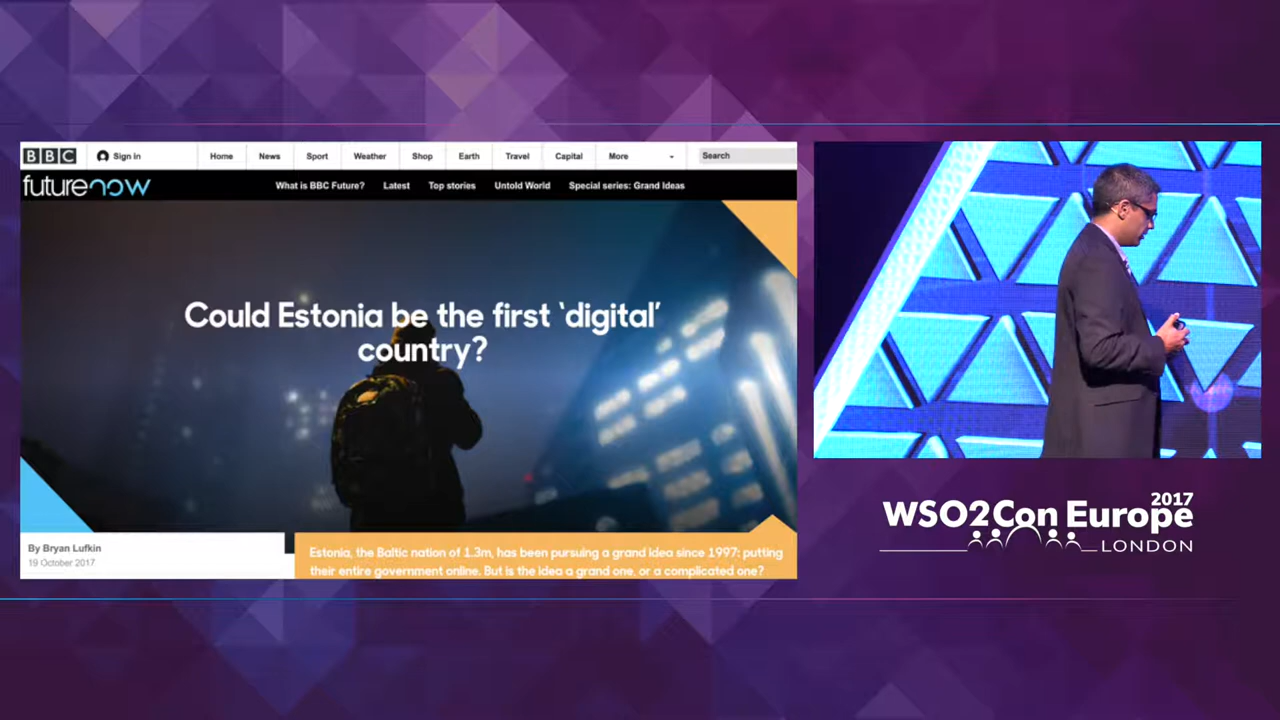 BBC
Sign in
Home
News
Sport
Weather
Shop
Earth
Travel
Capital
More
Search
futurenow
What is BBC Future?
Latest
Top stories
Untold World
Special series: Grand Ideas
Could Estonia be the first ‘digital’
country?
By Bryan Lufkin
19 October 2017
Estonia, the Baltic nation of 1.3m, has been pursuing a grand idea since 1997: putting
their entire government online. But is the idea a grand one, or a complicated one?
2017
WSO2Con Europe
LONDON